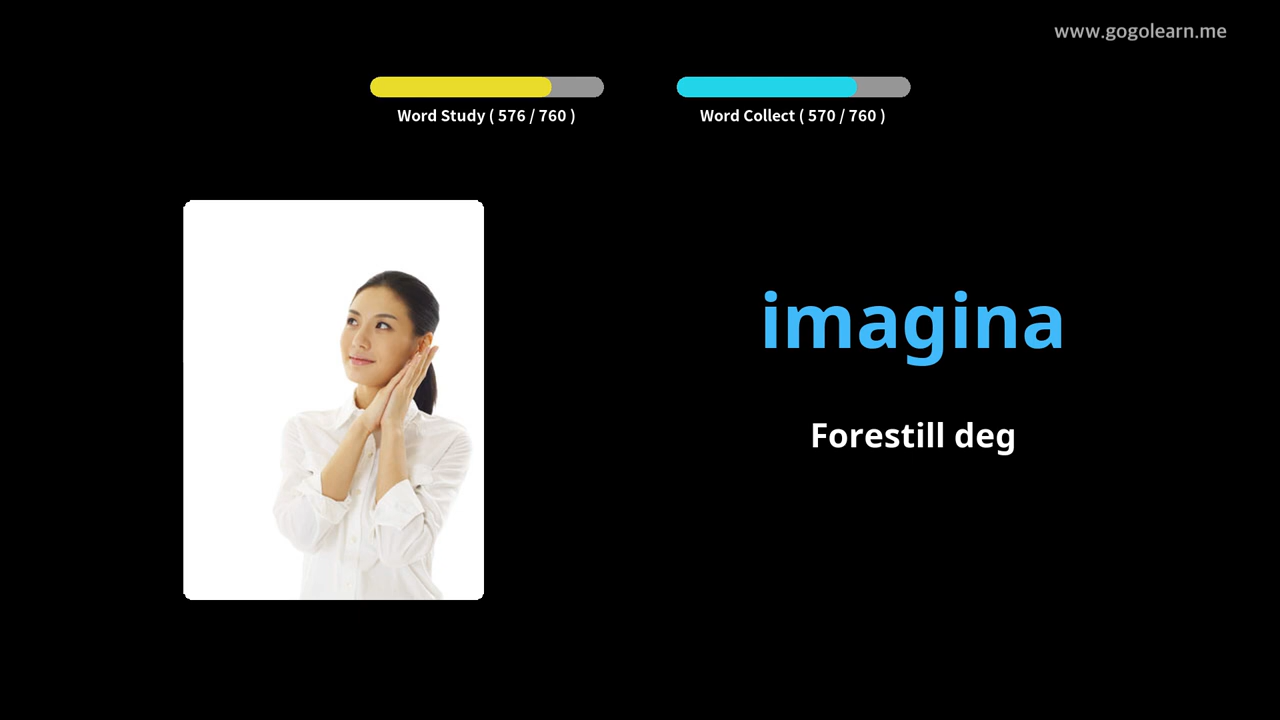 www.gogolearn.me
Word Study ( 576 / 760 )
Word Collect ( 570 / 760 )
imagina
Forestill deg